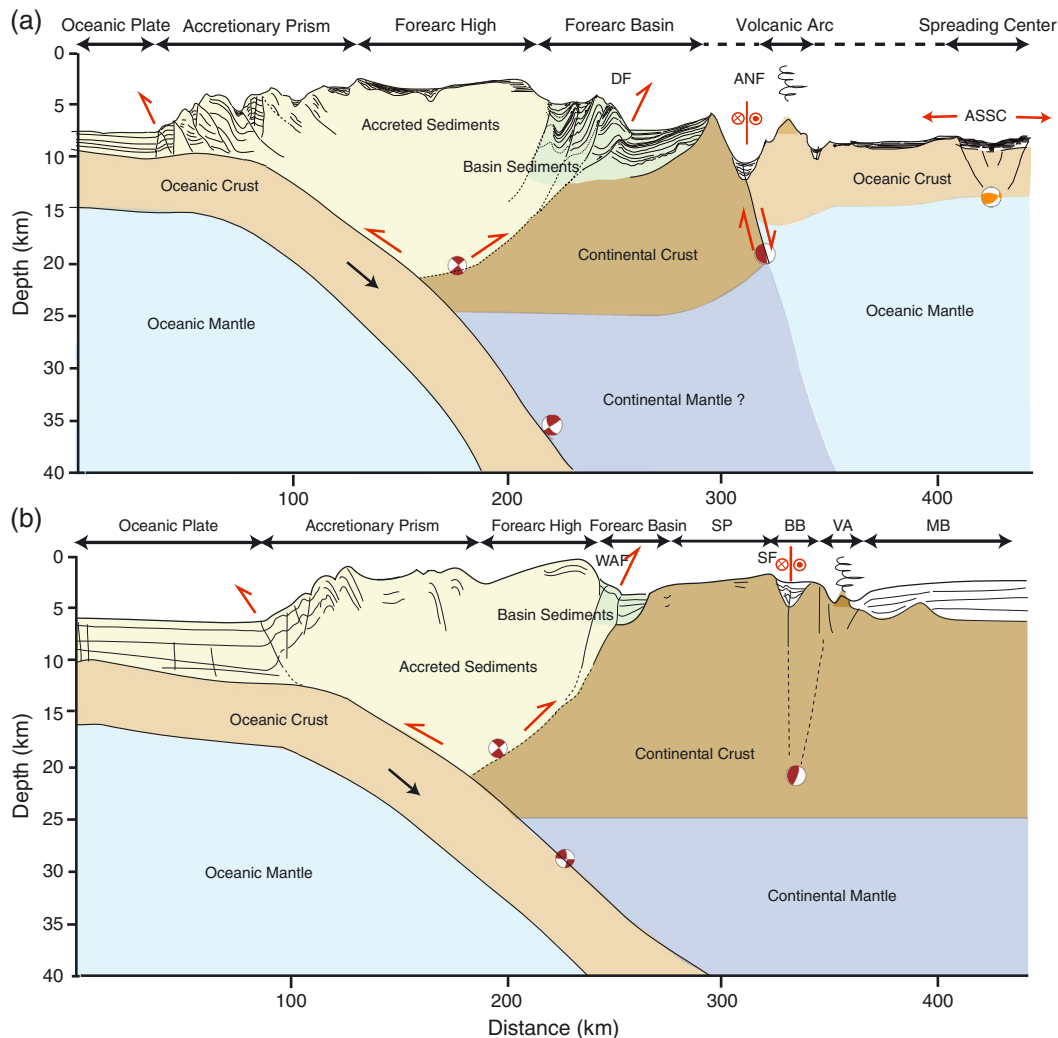 (a)
Oceanic Plate Accretionary Prism Forearc High Forearc Basin Volcanic Arc Spreading Center
0
DF ANF
5
ASSC
Accreted Sediments
10
Basin Sediments
Oceanic Crust Oceanic Crust
15
20
Continental Crust
25
Oceanic Mantle Oceanic Mantle
30
Continental Mantle ?
35
40
Depth (km)
100 200 300 400
(b)
Oceanic Plate Accretionary Prism Forearc High Forearc Basin SP BB VA MB
0
WAF SF
5
Basin Sediments
10
Accreted Sediments
15
Oceanic Crust
20
Continental Crust
25
30
Oceanic Mantle Continental Mantle
35
40
Depth (km)
100 200 300 400
Distance (km)